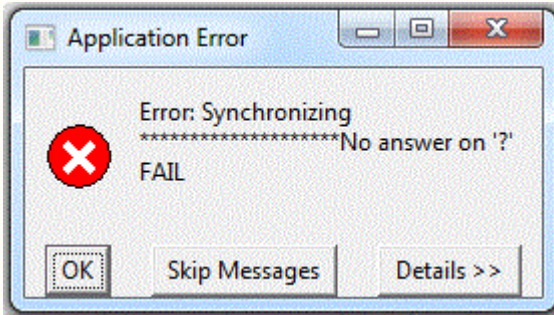 Application Error
Error: Synchronizing
********************No answer on '?'
FAIL
OK
Skip Messages
Details >>